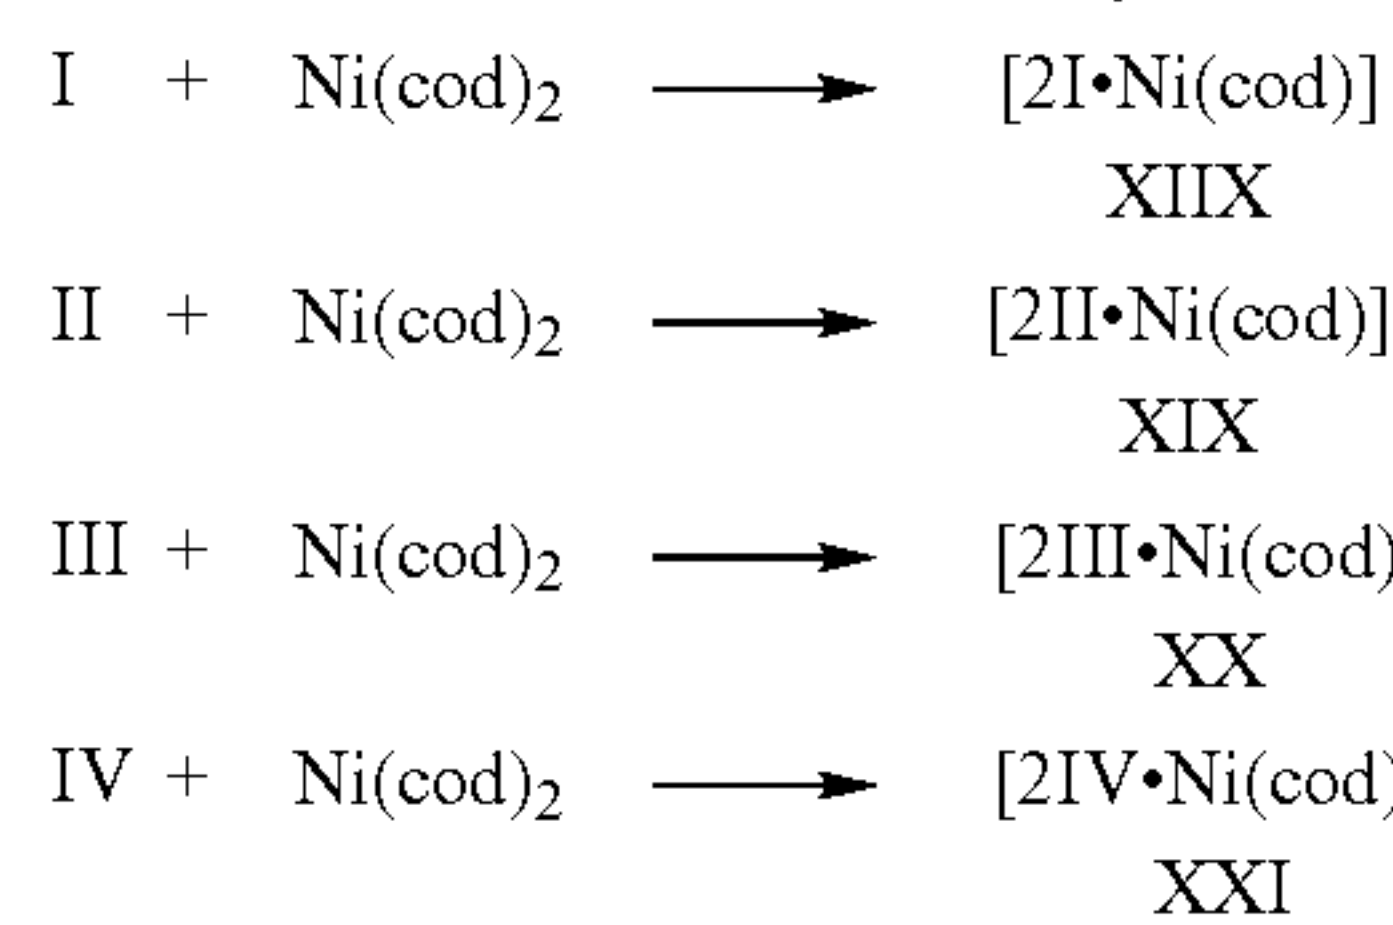 I + Ni(cod)₂ ⟶ [2I•Ni(cod)]
XIIX
II + Ni(cod)₂ ⟶ [2II•Ni(cod)]
XIX
III + Ni(cod)₂ ⟶ [2III•Ni(cod)
XX
IV + Ni(cod)₂ ⟶ [2IV•Ni(cod)
XXI